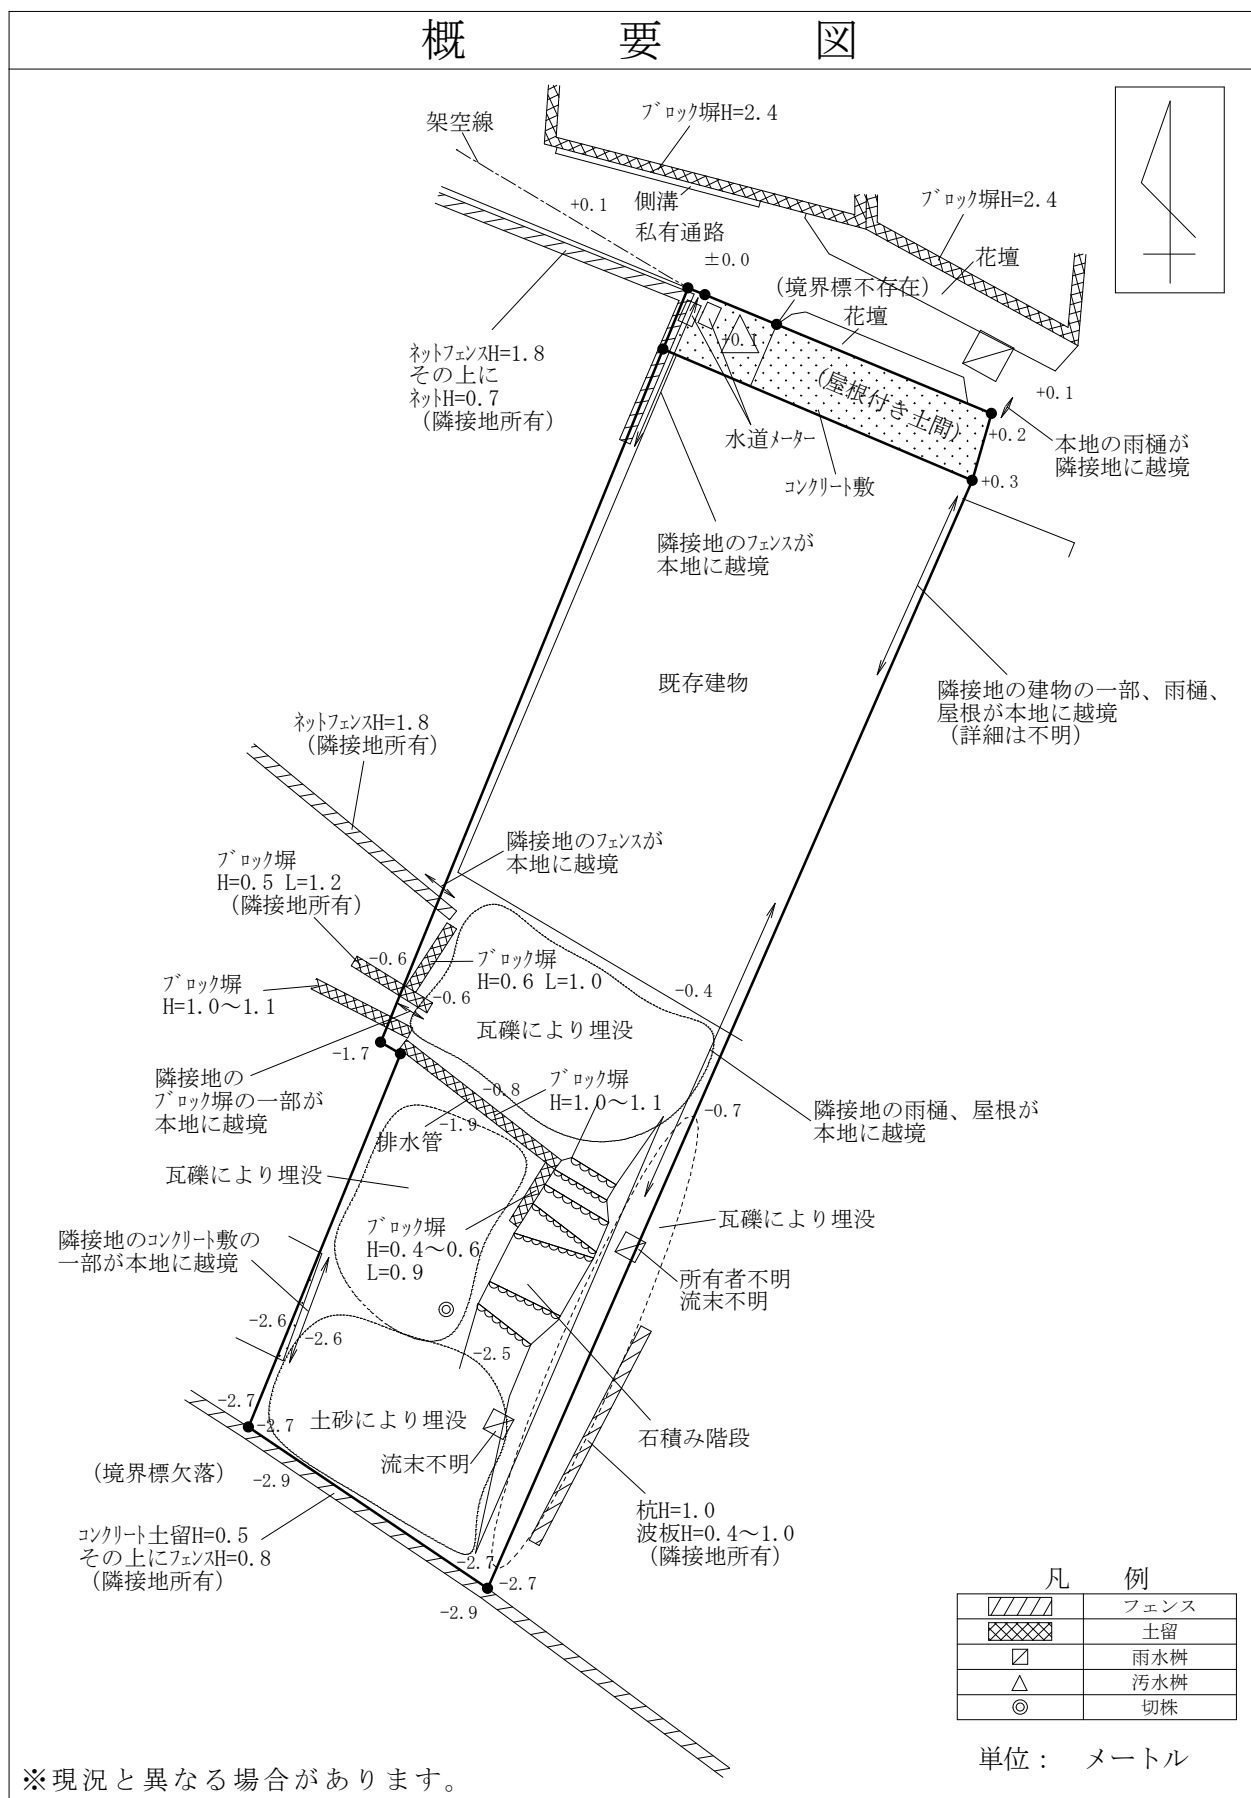 概要図
架空線
ﾌﾞﾛｯｸ塀H=2.4
+0.1
側溝
私有通路
±0.0
ﾌﾞﾛｯｸ塀H=2.4
花壇
(境界標不存在)
花壇
+0.1
(屋根付き土間)
ﾈｯﾄﾌｪﾝｽH=1.8
その上に
ﾈｯﾄH=0.7
(隣接地所有)
水道ﾒｰﾀｰ
ｺﾝｸﾘｰﾄ敷
+0.1
+0.2
+0.3
本地の雨樋が
隣接地に越境
隣接地のﾌｪﾝｽが
本地に越境
既存建物
隣接地の建物の一部、雨樋、
屋根が本地に越境
(詳細は不明)
ﾈｯﾄﾌｪﾝｽH=1.8
(隣接地所有)
隣接地のﾌｪﾝｽが
本地に越境
ﾌﾞﾛｯｸ塀
H=0.5 L=1.2
(隣接地所有)
-0.6
ﾌﾞﾛｯｸ塀
H=0.6 L=1.0
ﾌﾞﾛｯｸ塀
H=1.0～1.1
-0.6
-0.4
瓦礫により埋没
-1.7
隣接地の
ﾌﾞﾛｯｸ塀の一部が
本地に越境
-0.8
ﾌﾞﾛｯｸ塀
H=1.0～1.1
-1.9
排水管
-0.7
隣接地の雨樋、屋根が
本地に越境
瓦礫により埋没
ﾌﾞﾛｯｸ塀
H=0.4～0.6
L=0.9
瓦礫により埋没
隣接地のｺﾝｸﾘｰﾄ敷の
一部が本地に越境
所有者不明
流末不明
-2.6
-2.6
-2.5
-2.7
-2.7
土砂により埋没
石積み階段
流末不明
(境界標欠落)
-2.9
杭H=1.0
波板H=0.4～1.0
(隣接地所有)
ｺﾝｸﾘｰﾄ土留H=0.5
その上にﾌｪﾝｽH=0.8
(隣接地所有)
-2.7
-2.7
-2.9
凡例
フェンス
土留
雨水桝
汚水桝
切株
単位： メートル
※現況と異なる場合があります。